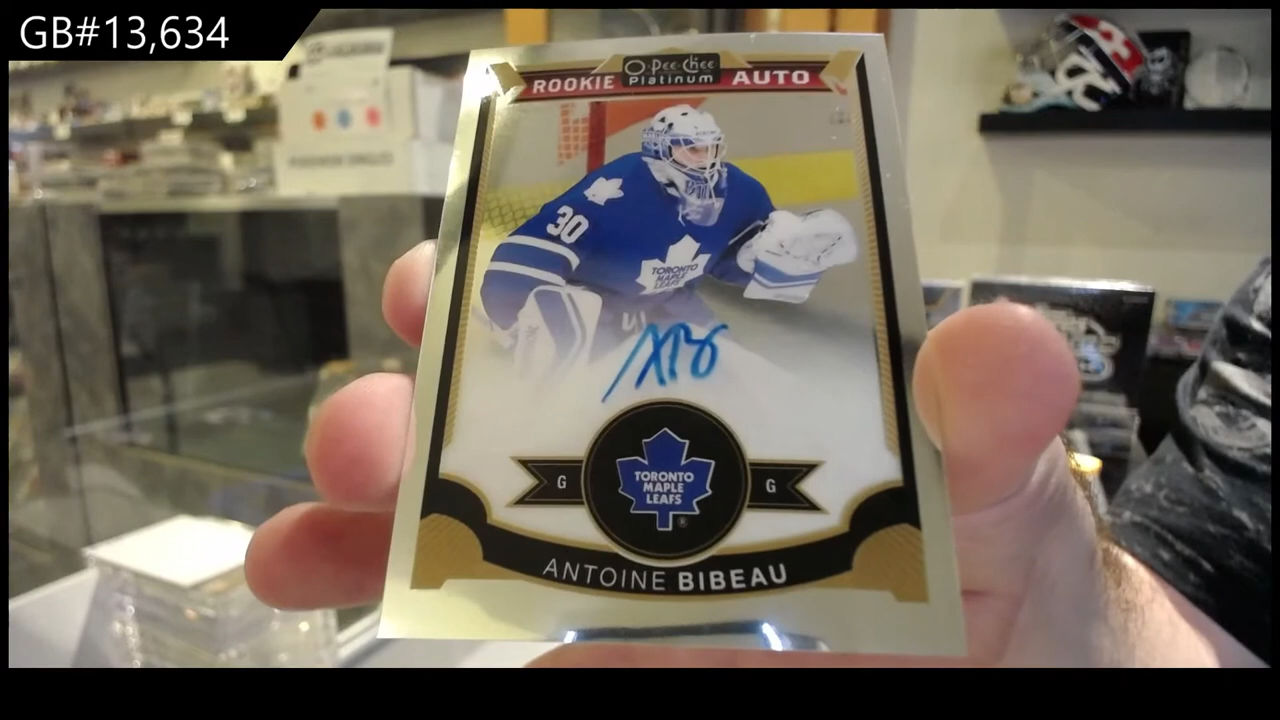 GB#13,634
O-Pee-Chee
ROOKIE Platinum AUTO
30
TORONTO
MAPLE
LEAFS
G TORONTO MAPLE LEAFS ® G
ANTOINE BIBEAU